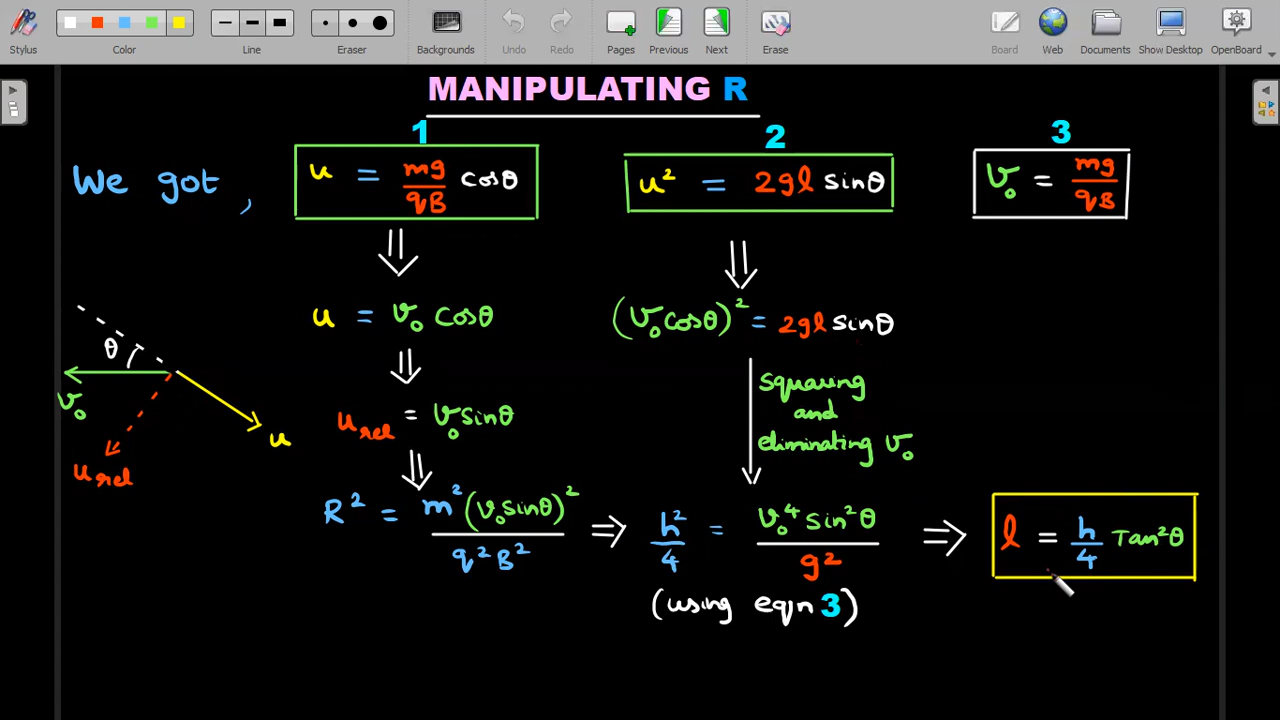 Stylus Color Line Eraser Backgrounds Undo Redo Pages Previous Next Erase Board Web Documents Show Desktop OpenBoard
MANIPULATING R
1 2 3
We got, u = mg/qB cosθ u² = 2gl sinθ v₀ = mg/qB
u = v₀ cosθ (v₀cosθ)² = 2gl sinθ
θ
v₀
u
u_rel
u_rel = v₀sinθ
squaring
and
eliminating v₀
R² = m²(v₀sinθ)²/q²B² ⇒ h²/4 = v₀⁴ sin²θ/g² ⇒ l = h/4 Tan²θ
(using eqn 3)